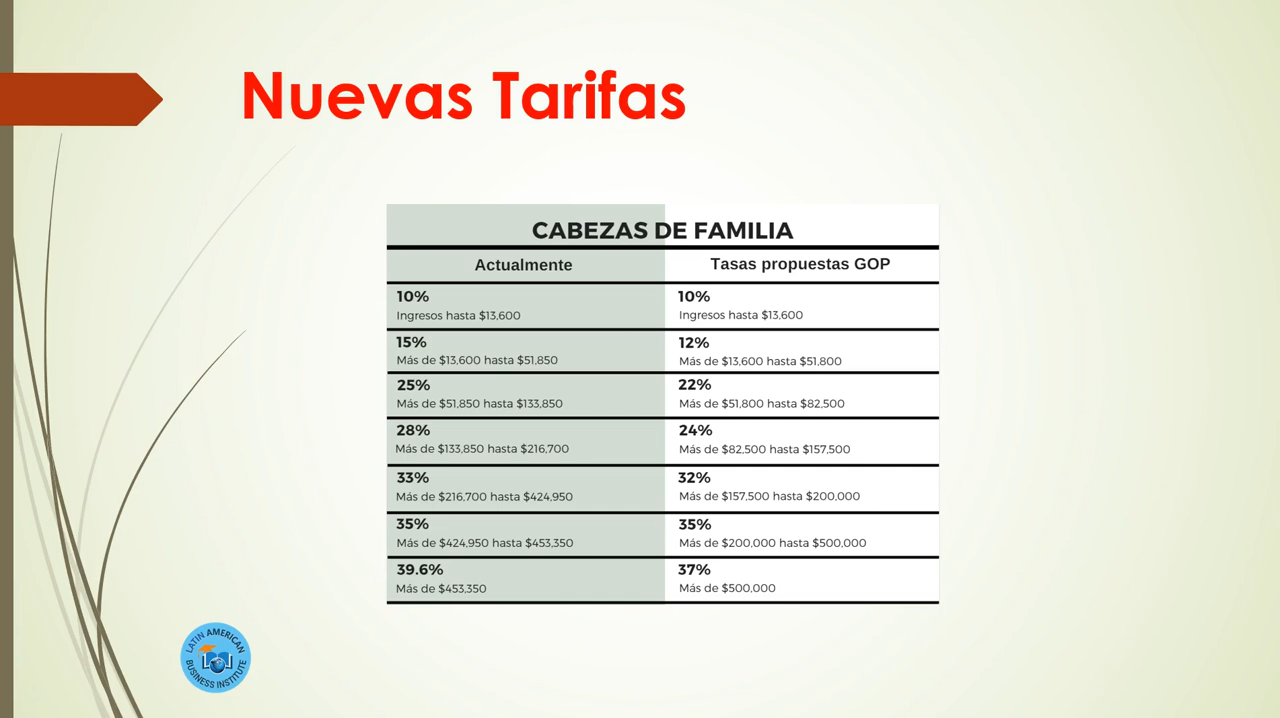 Nuevas Tarifas
CABEZAS DE FAMILIA
Actualmente
Tasas propuestas GOP
10%
Ingresos hasta $13,600
10%
Ingresos hasta $13,600
15%
Más de $13,600 hasta $51,850
12%
Más de $13,600 hasta $51,800
25%
Más de $51,850 hasta $133,850
22%
Más de $51,800 hasta $82,500
28%
Más de $133,850 hasta $216,700
24%
Más de $82,500 hasta $157,500
33%
Más de $216,700 hasta $424,950
32%
Más de $157,500 hasta $200,000
35%
Más de $424,950 hasta $453,350
35%
Más de $200,000 hasta $500,000
39.6%
Más de $453,350
37%
Más de $500,000
LATIN AMERICAN
BUSINESS INSTITUTE